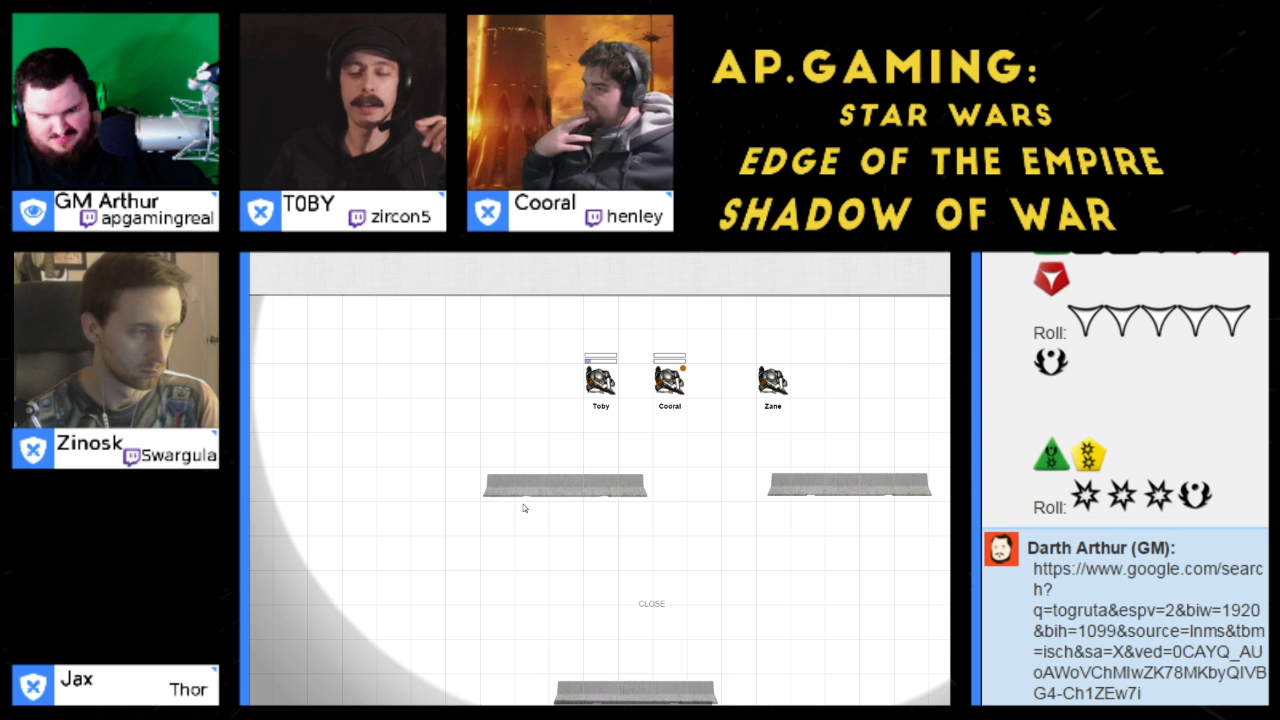 AP.GAMING:
STAR WARS
EDGE OF THE EMPIRE
SHADOW OF WAR
GM Arthur
apgamingreal
TOBY
zircon5
Cooral
henley
Zinosk
Swargula
Jax
Thor
Toby
Cooral
Zane
CLOSE
Roll:
Roll:
Darth Arthur (GM):
https://www.google.com/searc
h?
q=togruta&espv=2&biw=1920
&bih=1099&source=lnms&tbm
=isch&sa=X&ved=0CAYQ_AU
oAWoVChMIwZK78MKbyQIVB
G4-Ch1ZEw7i